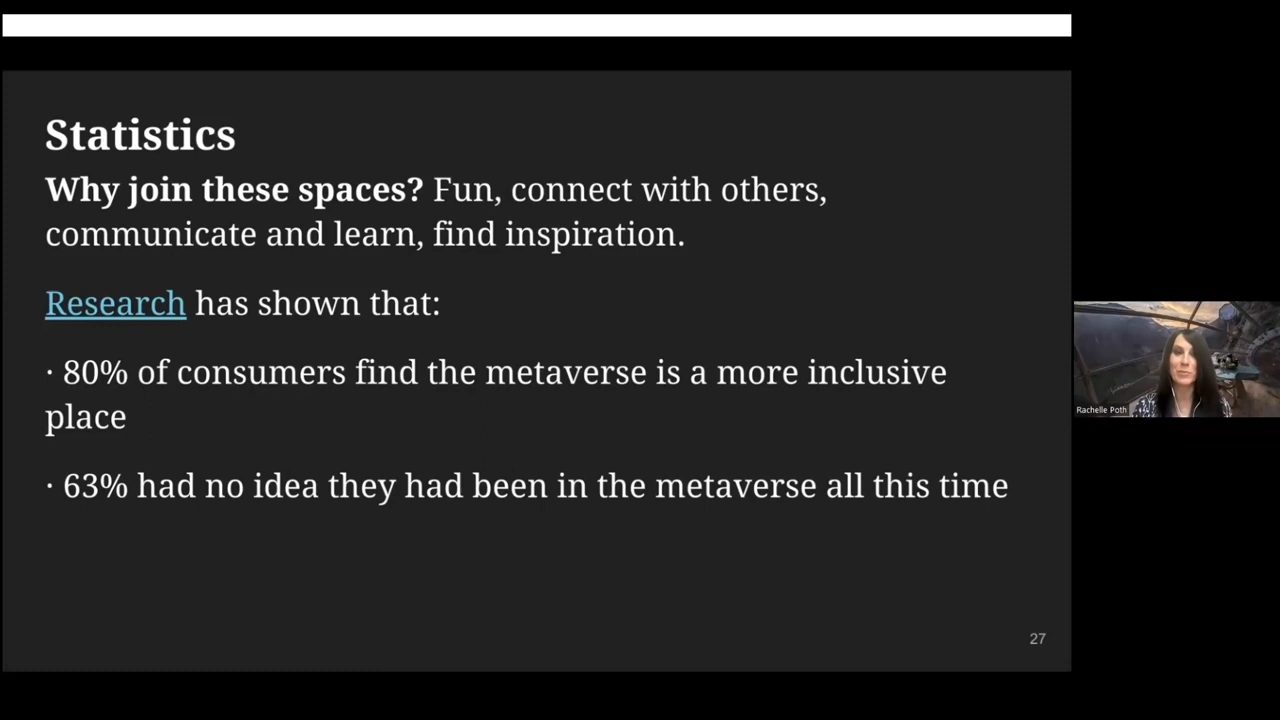 Statistics
Why join these spaces? Fun, connect with others,
communicate and learn, find inspiration.
Research has shown that:
· 80% of consumers find the metaverse is a more inclusive
place
· 63% had no idea they had been in the metaverse all this time
27
Rachelle Poth